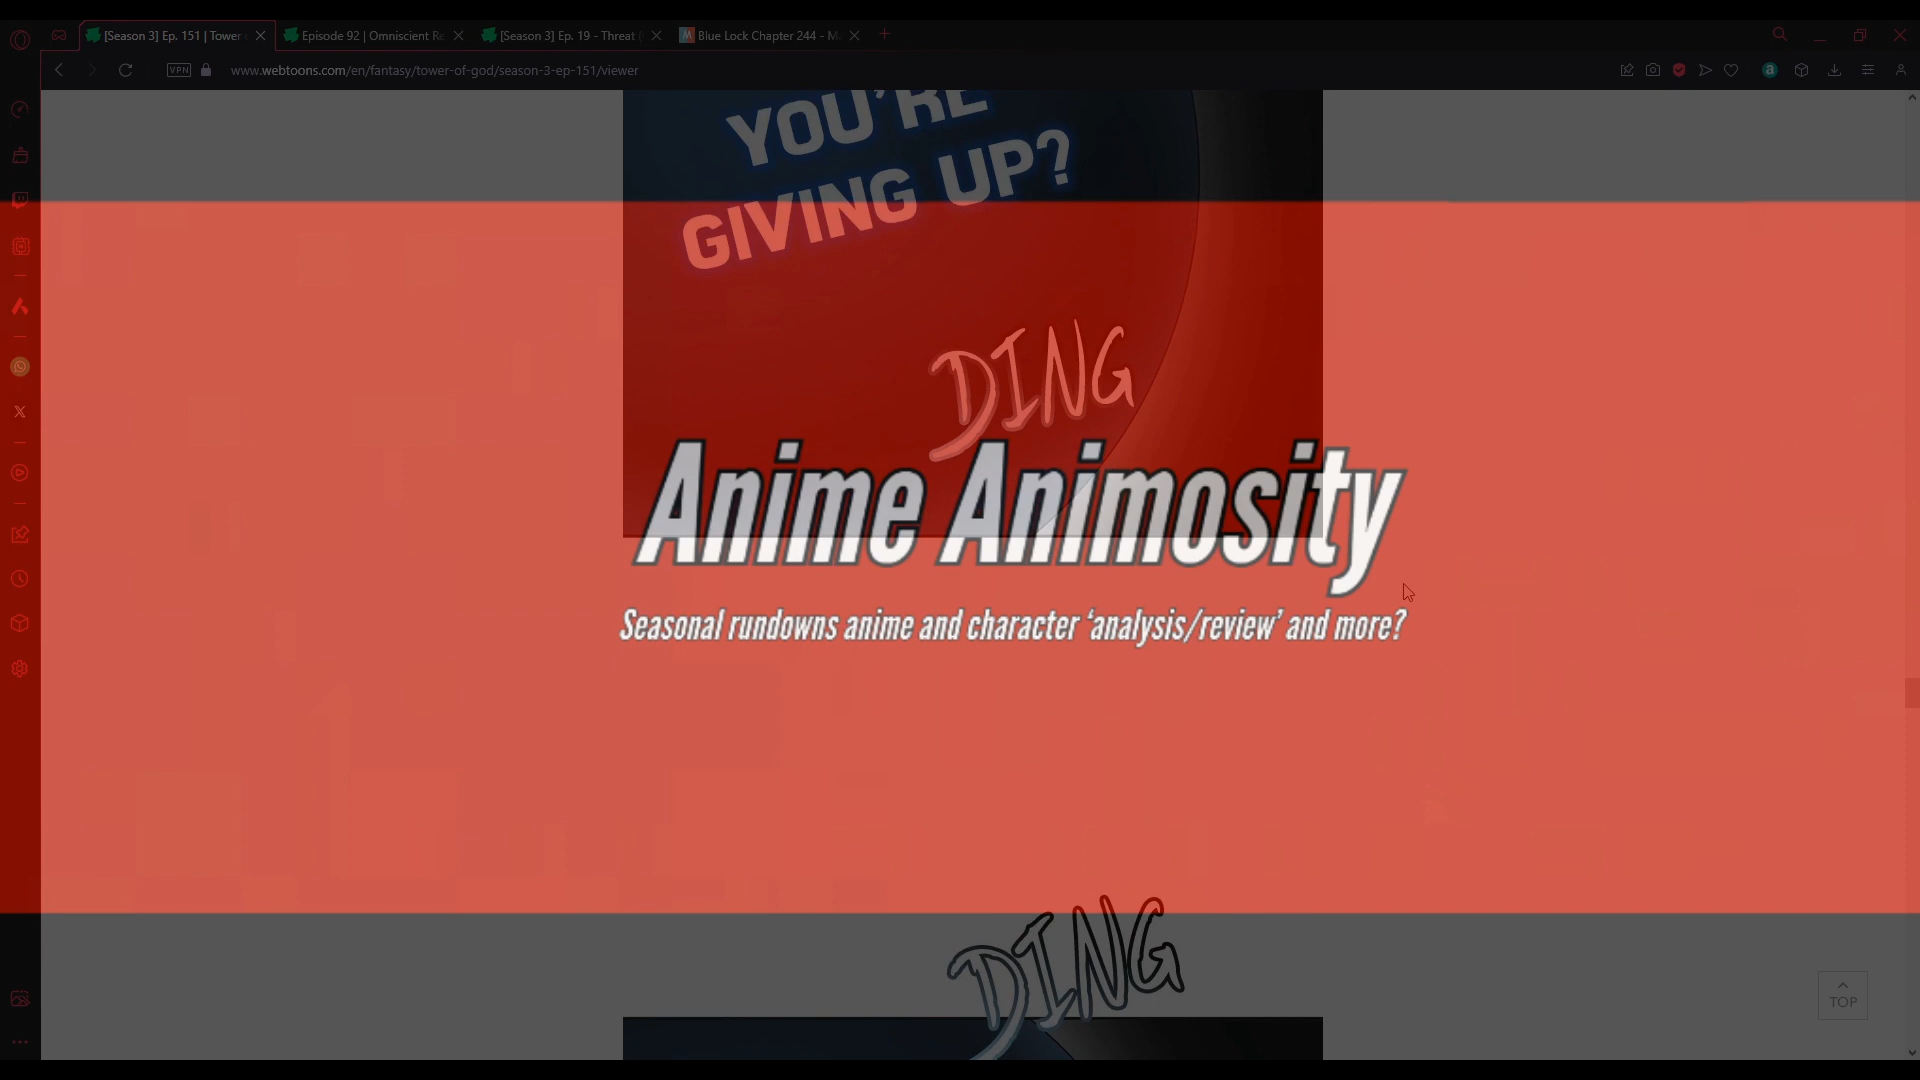 [Season 3] Ep. 151 | Tower
Episode 92 | Omniscient Re
[Season 3] Ep. 19 - Threat
Blue Lock Chapter 244 - M
VPN
www.webtoons.com/en/fantasy/tower-of-god/season-3-ep-151/viewer
YOU'RE
GIVING UP?
DING
Anime Animosity
Seasonal rundowns anime and character 'analysis/review' and more?
DING
TOP